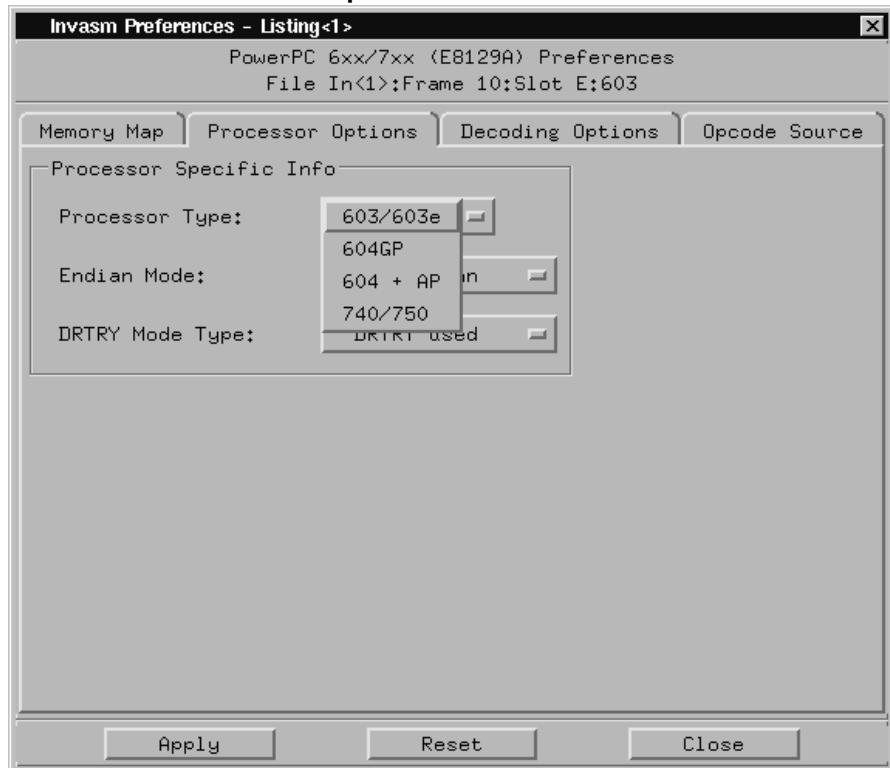 Invasm Preferences - Listing<1>
PowerPC 6xx/7xx (E8129A) Preferences
File In<1>:Frame 10:Slot E:603
Memory Map Processor Options Decoding Options Opcode Source
Processor Specific Info
Processor Type: 603/603e
604GP
Endian Mode:
604 + AP
740/750
DRTRY Mode Type: DRTRY used
Apply Reset Close